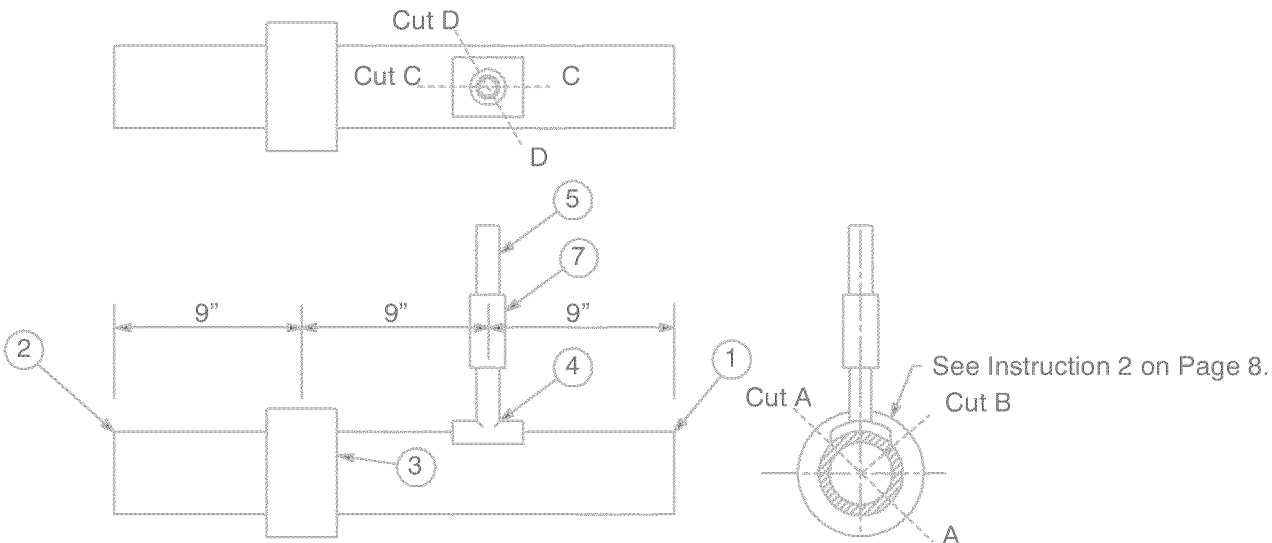 Cut D
Cut C
C
D
5
7
9”
9”
9”
2
4
1
See Instruction 2 on Page 8.
Cut A
Cut B
3
A